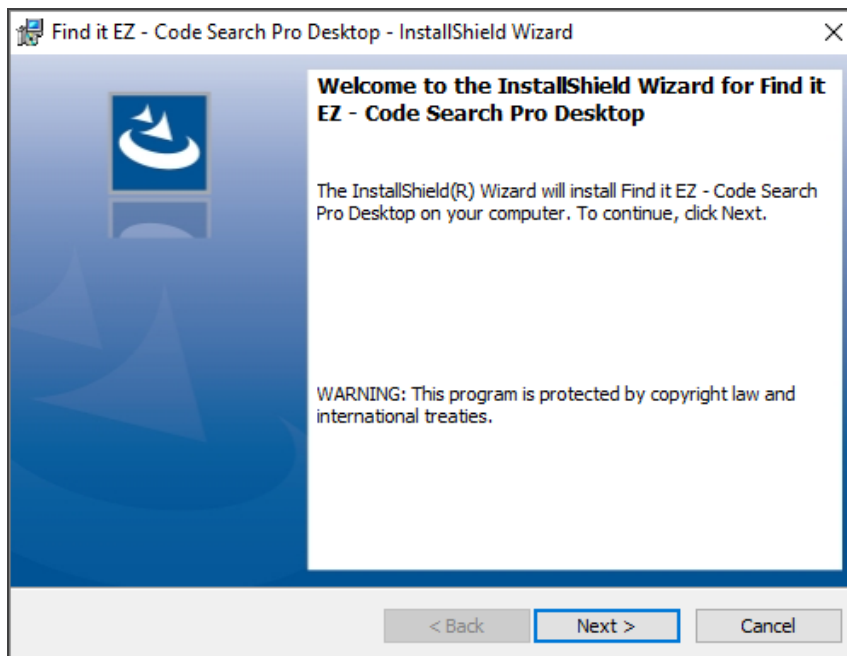 Find it EZ - Code Search Pro Desktop - InstallShield Wizard
Welcome to the InstallShield Wizard for Find it
EZ - Code Search Pro Desktop
The InstallShield(R) Wizard will install Find it EZ - Code Search
Pro Desktop on your computer. To continue, click Next.
WARNING: This program is protected by copyright law and
international treaties.
< Back
Next >
Cancel